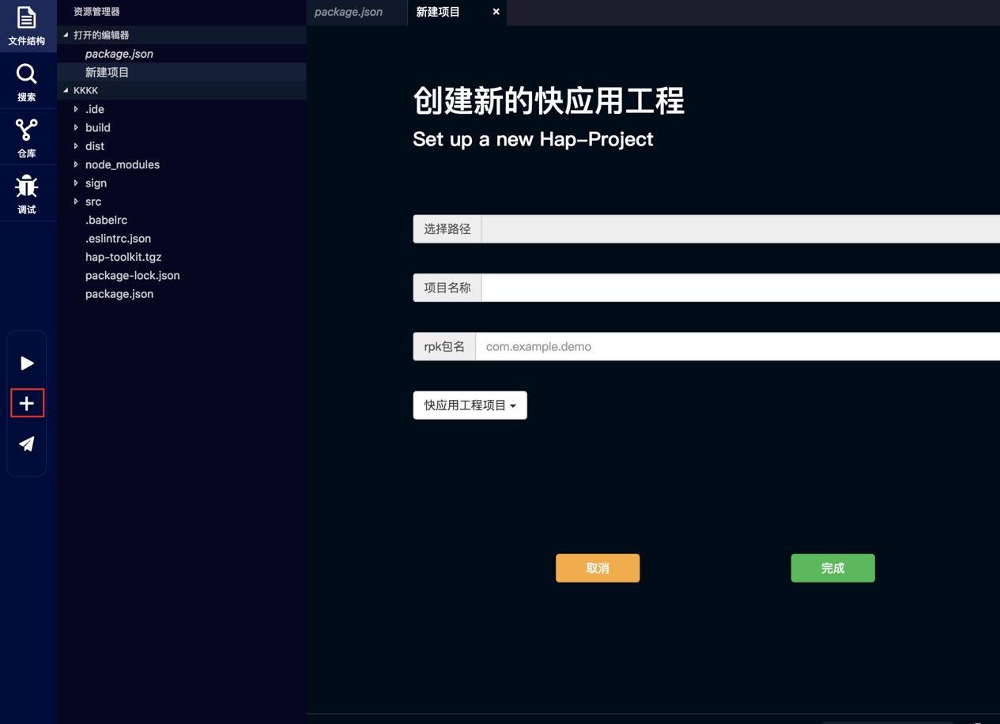 文件结构
搜索
仓库
调试
资源管理器
打开的编辑器
package.json
新建项目
KKKK
.ide
build
dist
node_modules
sign
src
.babelrc
.eslintrc.json
hap-toolkit.tgz
package-lock.json
package.json
package.json
新建项目
创建新的快应用工程
Set up a new Hap-Project
选择路径
项目名称
rpk包名 com.example.demo
快应用工程项目
取消
完成